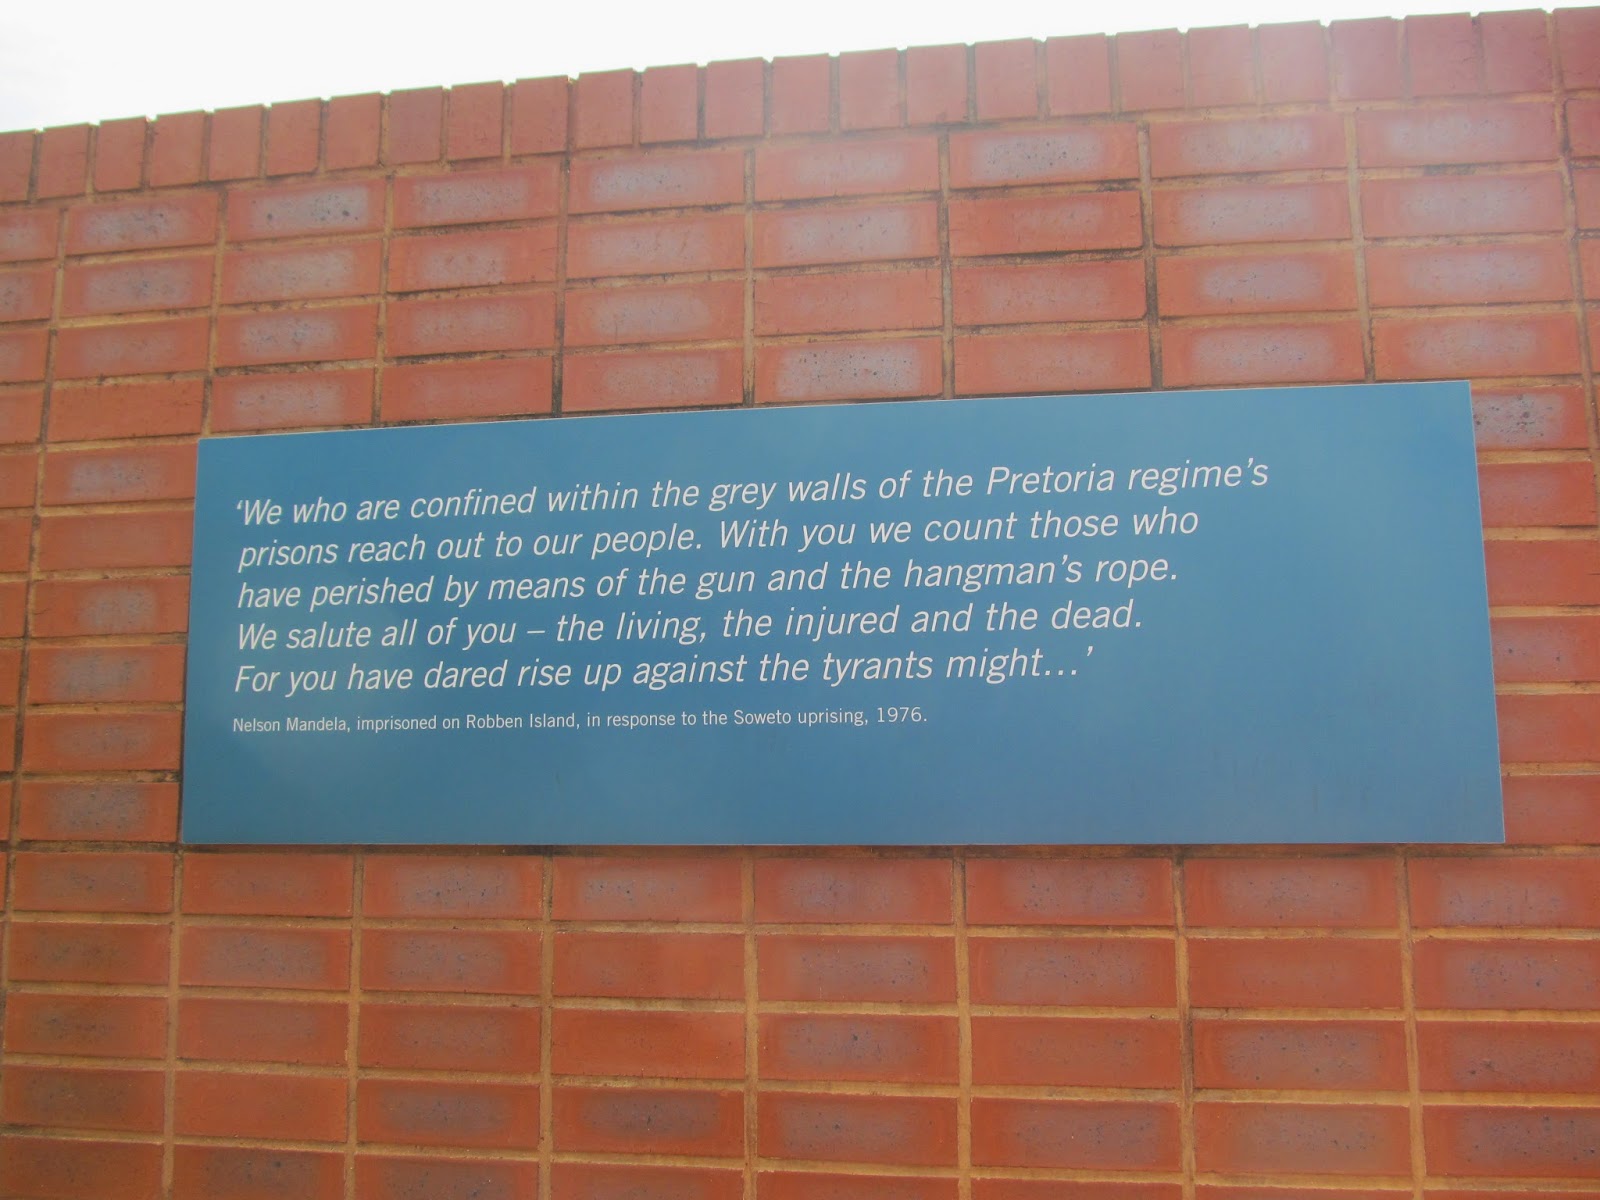 ‘We who are confined within the grey walls of the Pretoria regime’s
prisons reach out to our people. With you we count those who
have perished by means of the gun and the hangman’s rope.
We salute all of you – the living, the injured and the dead.
For you have dared rise up against the tyrants might…’
Nelson Mandela, imprisoned on Robben Island, in response to the Soweto uprising, 1976.